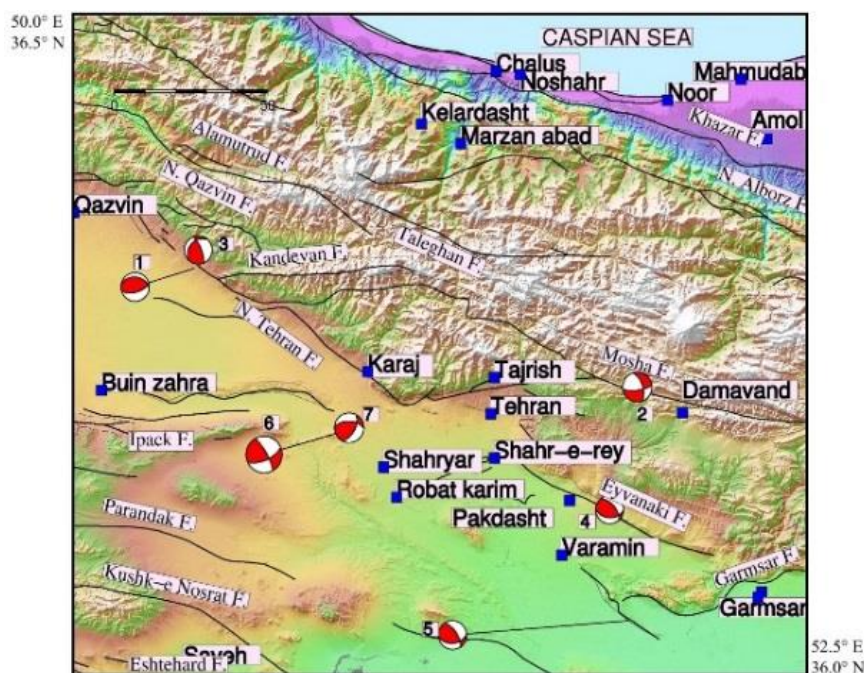 50.0° E
36.5° N
CASPIAN SEA
Chalus
Noshahr
Mahmudab
Noor
Kelardasht
Khazar F.
Amol
Marzan abad
Alamutrud F.
N. Qazvin F.
N. Alborz F.
Qazvin
Taleghan F.
3
Kandevan F.
1
0
50
N. Tehran F.
Karaj
Mosha F.
Tajrish
Buin zahra
Damavand
Tehran
2
6
7
Ipack F.
Shahr-e-rey
Shahryar
Robat karim
Eyvanaki F.
Pakdasht
4
Parandak F.
Varamin
Garmsar F.
Kushk-e Nosrat F.
Garmsar
5
Saveh
Eshtehard F.
52.5° E
36.0° N